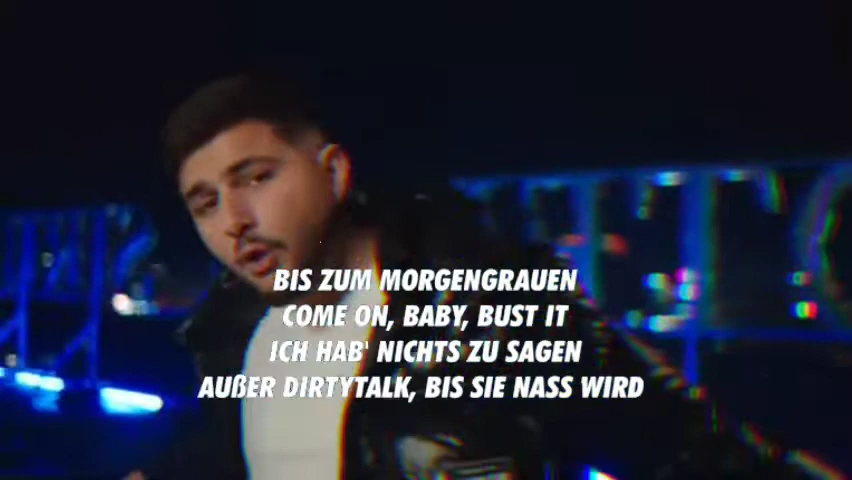 BIS ZUM MORGENGRAUEN
COME ON, BABY, BUST IT
ICH HAB' NICHTS ZU SAGEN
AUßER DIRTYTALK, BIS SIE NASS WIRD